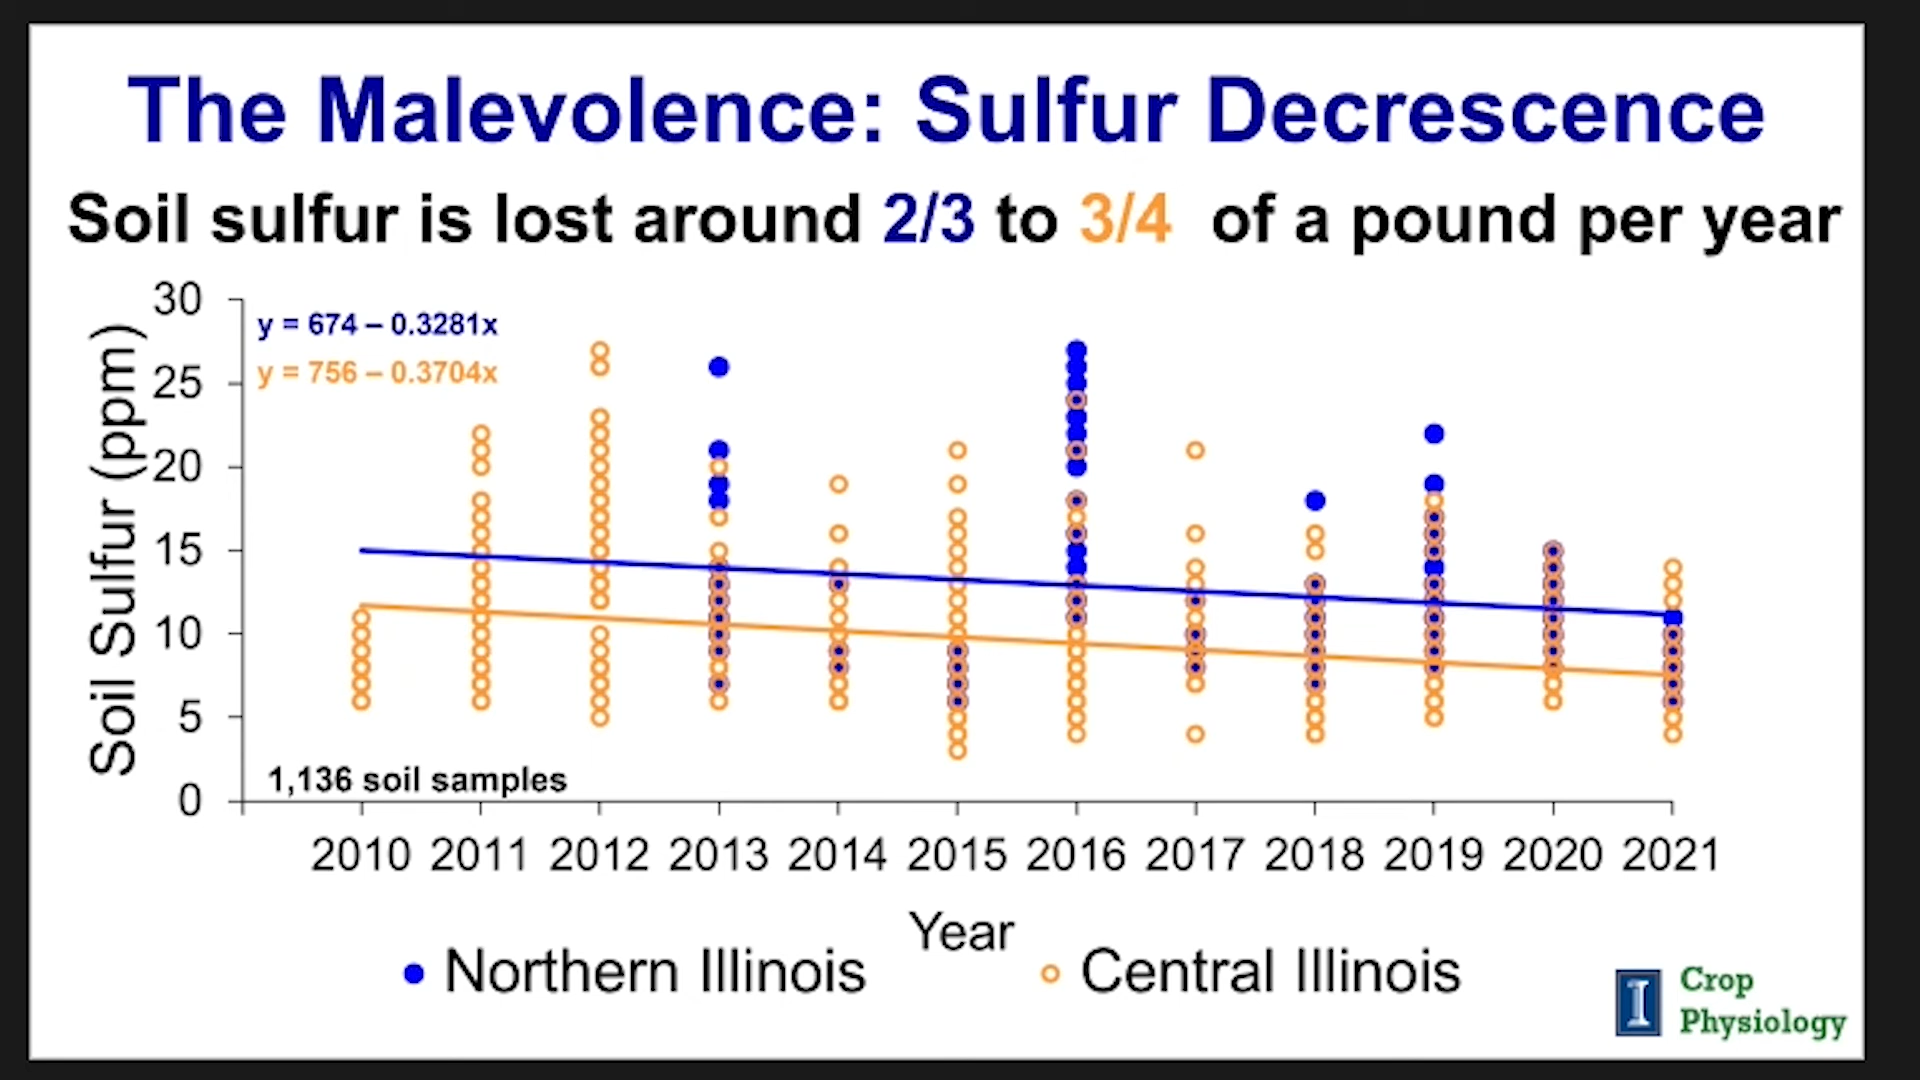 The Malevolence: Sulfur Decrescence
Soil sulfur is lost around 2/3 to 3/4 of a pound per year
Soil Sulfur (ppm)
30
25
20
15
10
5
0
y = 674 – 0.3281x
y = 756 – 0.3704x
1,136 soil samples
2010 2011 2012 2013 2014 2015 2016 2017 2018 2019 2020 2021
Year
Northern Illinois Central Illinois
I
Crop
Physiology